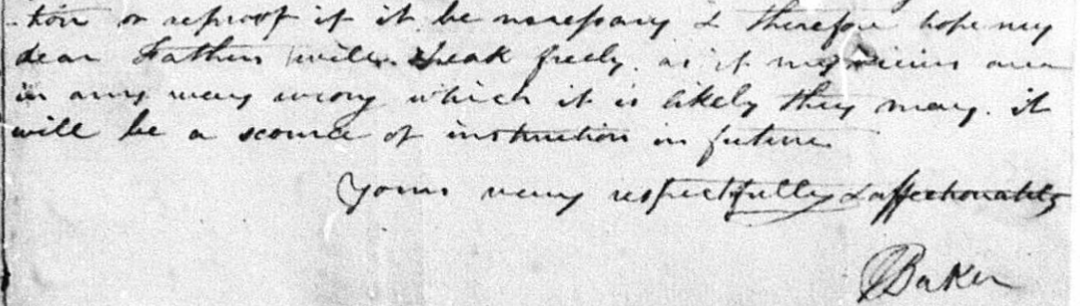 -tion or reproof if it be necessary & therefore hope my
dear Fathers will speak freely. as if my views are
in any way wrong which it is likely they may. it
will be a source of instruction in future
Yours very respectfully & affectionately
Baker